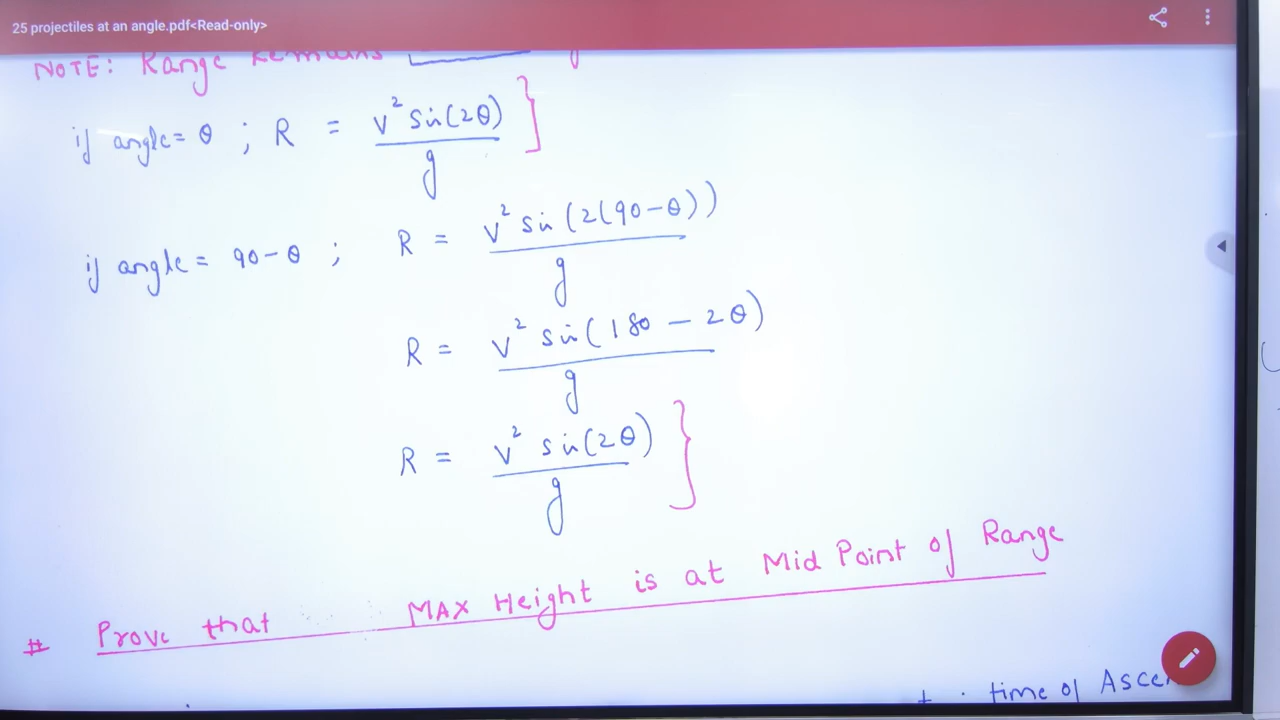 25 projectiles at an angle.pdf<Read-only>
NOTE: Range Remains
if angle = θ ; R = v² sin(2θ) / g }
if angle = 90-θ ; R = v² sin(2(90-θ)) / g
R = v² sin(180 - 2θ) / g
R = v² sin(2θ) / g }
# Prove that MAX Height is at Mid Point of Range
time of